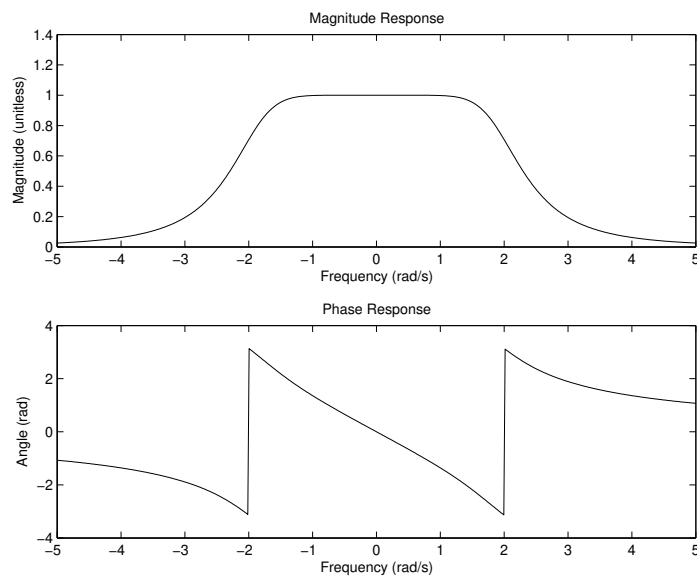 Magnitude Response
1.4
1.2
1
0.8
0.6
0.4
0.2
0
Magnitude (unitless)
−5 −4 −3 −2 −1 0 1 2 3 4 5
Frequency (rad/s)
Phase Response
4
2
0
−2
−4
Angle (rad)
−5 −4 −3 −2 −1 0 1 2 3 4 5
Frequency (rad/s)